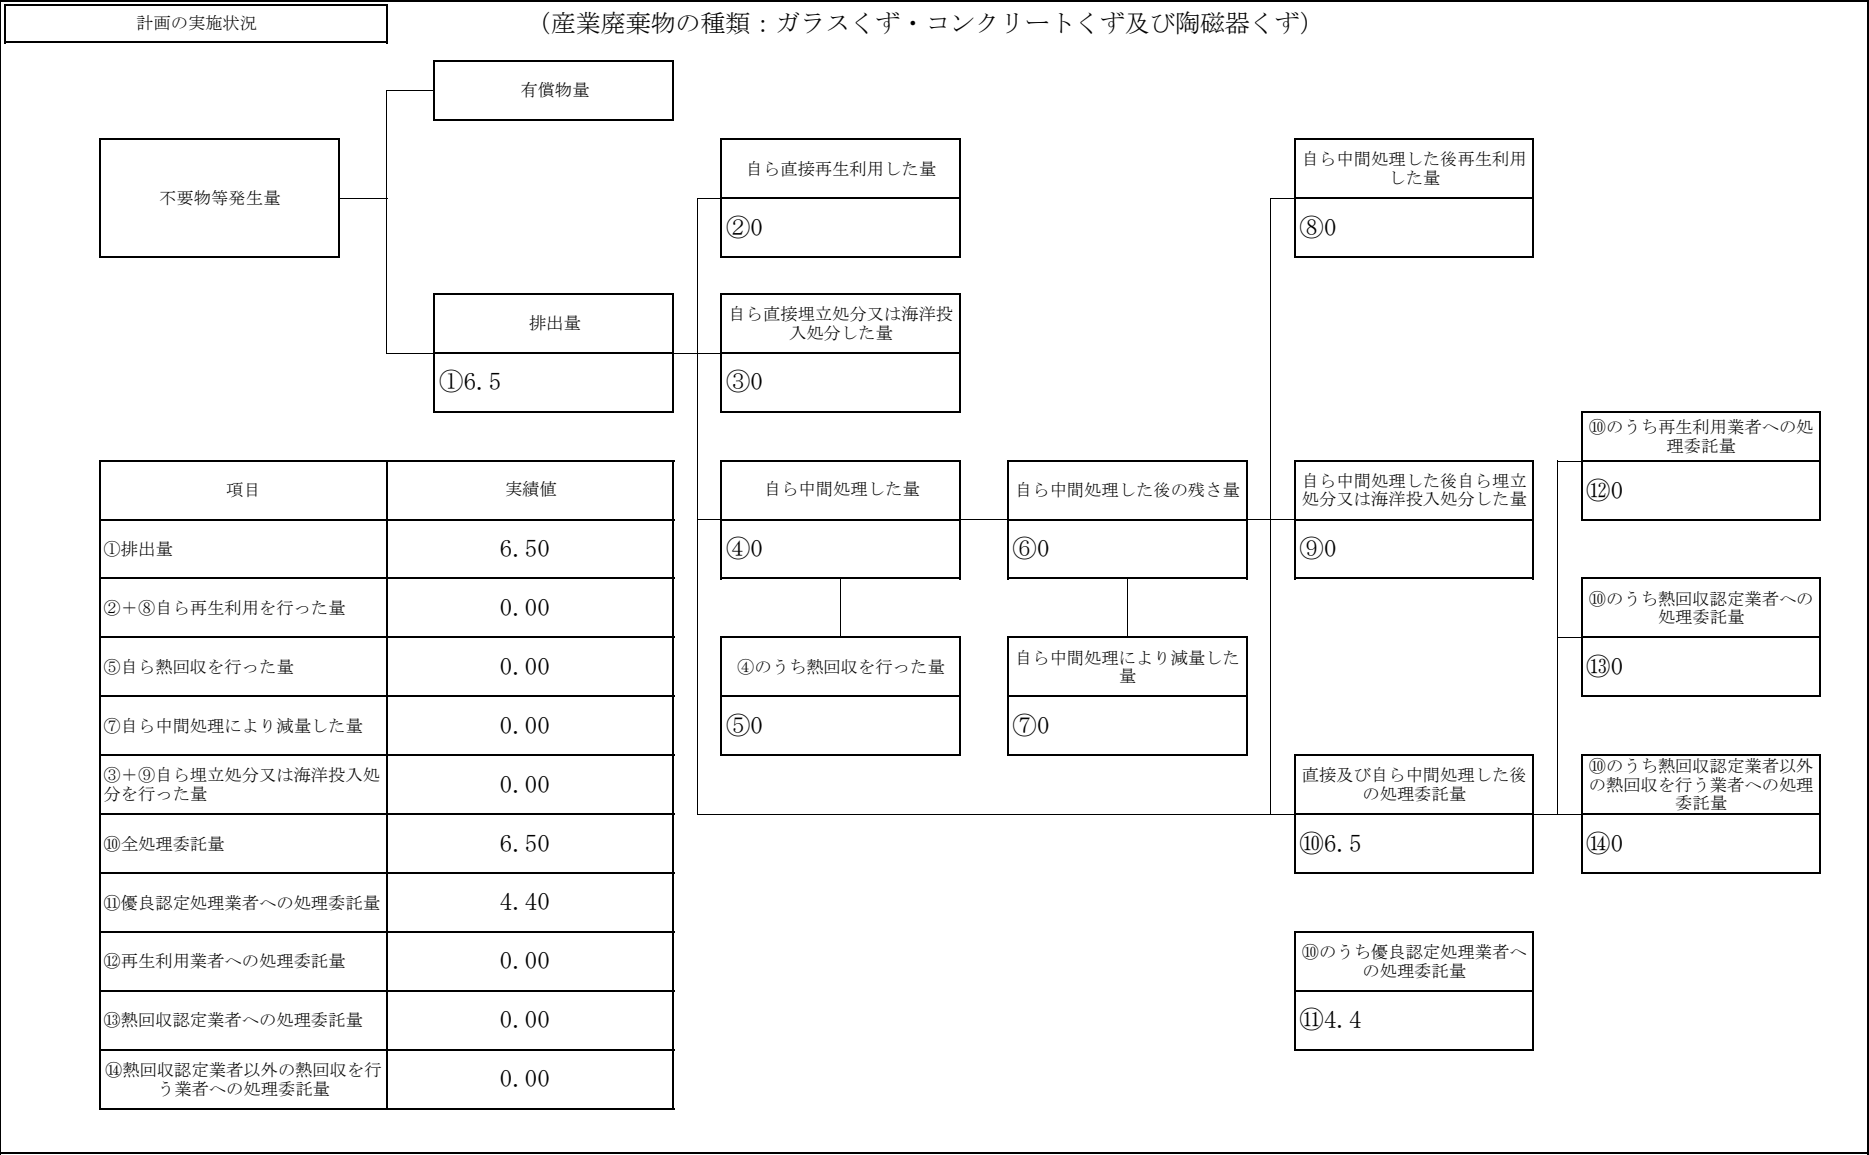 計画の実施状況
（産業廃棄物の種類：ガラスくず・コンクリートくず及び陶磁器くず）
有償物量
不要物等発生量
自ら直接再生利用した量
②0
自ら中間処理した後再生利用
した量
⑧0
排出量
①6.5
自ら直接埋立処分又は海洋投
入処分した量
③0
⑩のうち再生利用業者への処
理委託量
⑫0
自ら中間処理した量
④0
自ら中間処理した後の残さ量
⑥0
自ら中間処理した後自ら埋立
処分又は海洋投入処分した量
⑨0
⑩のうち熱回収認定業者への
処理委託量
⑬0
④のうち熱回収を行った量
⑤0
自ら中間処理により減量した
量
⑦0
直接及び自ら中間処理した後
の処理委託量
⑩6.5
⑩のうち熱回収認定業者以外
の熱回収を行う業者への処理
委託量
⑭0
⑩のうち優良認定処理業者へ
の処理委託量
⑪4.4
項目 実績値
①排出量 6.50
②＋⑧自ら再生利用を行った量 0.00
⑤自ら熱回収を行った量 0.00
⑦自ら中間処理により減量した量 0.00
③＋⑨自ら埋立処分又は海洋投入処
分を行った量 0.00
⑩全処理委託量 6.50
⑪優良認定処理業者への処理委託量 4.40
⑫再生利用業者への処理委託量 0.00
⑬熱回収認定業者への処理委託量 0.00
⑭熱回収認定業者以外の熱回収を行
う業者への処理委託量 0.00